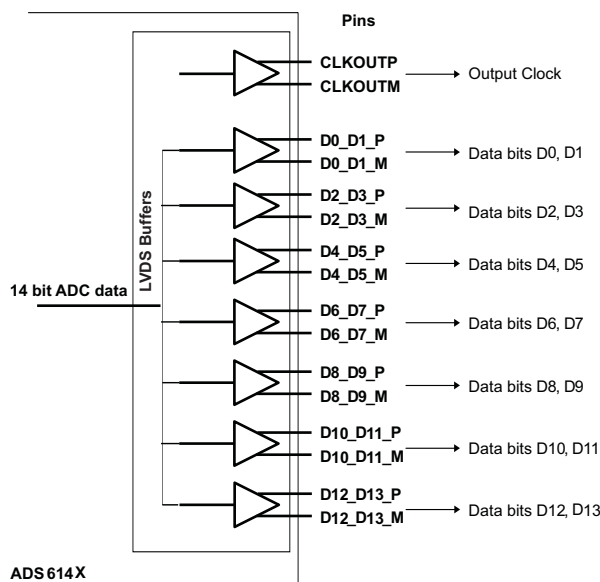 Pins
CLKOUTP
CLKOUTM
Output Clock
D0_D1_P
D0_D1_M
Data bits D0, D1
D2_D3_P
D2_D3_M
Data bits D2, D3
LVDS Buffers
D4_D5_P
D4_D5_M
Data bits D4, D5
14 bit ADC data
D6_D7_P
D6_D7_M
Data bits D6, D7
D8_D9_P
D8_D9_M
Data bits D8, D9
D10_D11_P
D10_D11_M
Data bits D10, D11
D12_D13_P
D12_D13_M
Data bits D12, D13
ADS614X